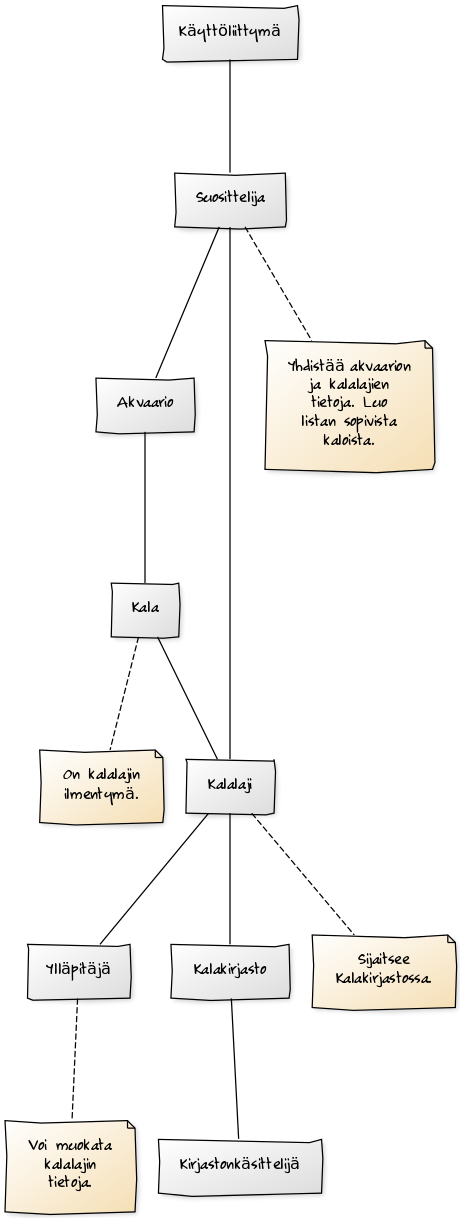 Käyttöliittymä
Suosittelija
Yhdistää akvaarion
ja kalalajien
tietoja. Luo
listan sopivista
kaloista.
Akvaario
Kala
On kalalajin
ilmentymä.
Kalalaji
Ylläpitäjä
Kalakirjasto
Sijaitsee
Kalakirjastossa.
Voi muokata
kalalajin
tietoja.
Kirjastonkäsittelijä